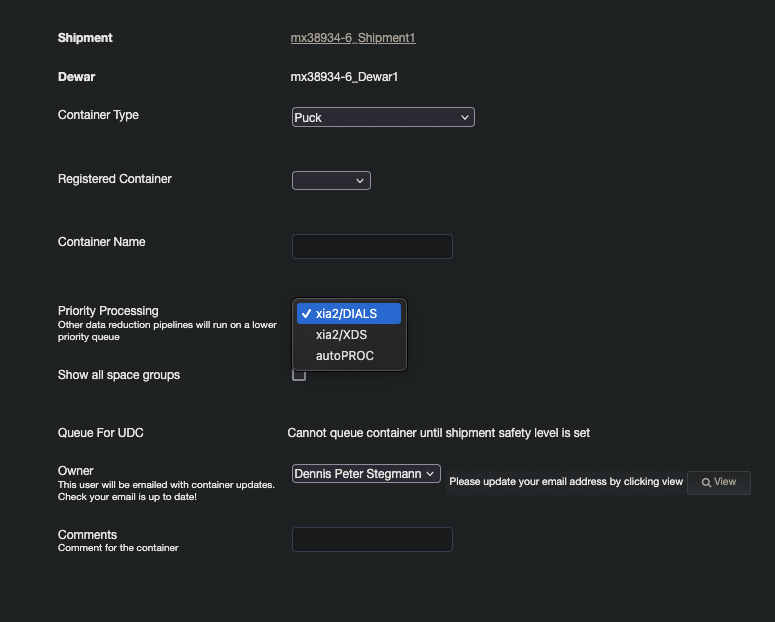 Shipment mx38934-6_Shipment1
Dewar mx38934-6_Dewar1
Container Type Puck
Registered Container
Container Name
Priority Processing
Other data reduction pipelines will run on a lower
priority queue
xia2/DIALS
xia2/XDS
autoPROC
Show all space groups
Queue For UDC Cannot queue container until shipment safety level is set
Owner
This user will be emailed with container updates.
Check your email is up to date!
Dennis Peter Stegmann Please update your email address by clicking view View
Comments
Comment for the container